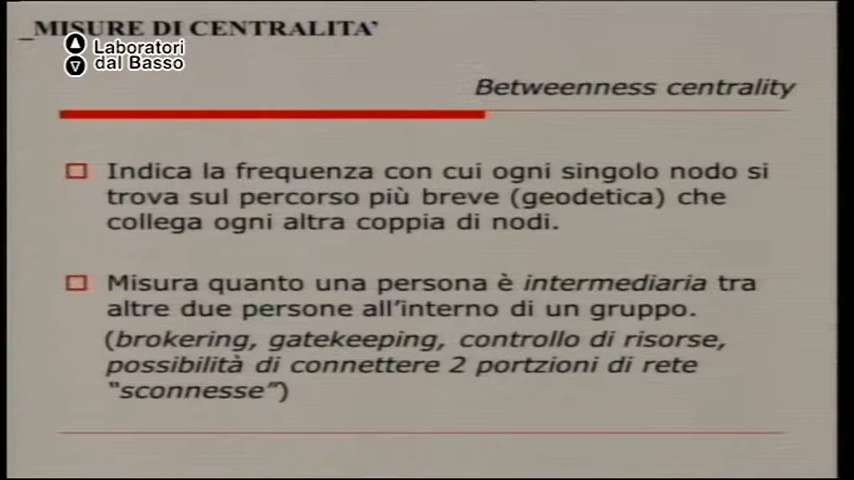 _MISURE DI CENTRALITA’
Laboratori
dal Basso
Betweenness centrality
Indica la frequenza con cui ogni singolo nodo si
trova sul percorso più breve (geodetica) che
collega ogni altra coppia di nodi.
Misura quanto una persona è intermediaria tra
altre due persone all’interno di un gruppo.
(brokering, gatekeeping, controllo di risorse,
possibilità di connettere 2 portzioni di rete
“sconnesse”)